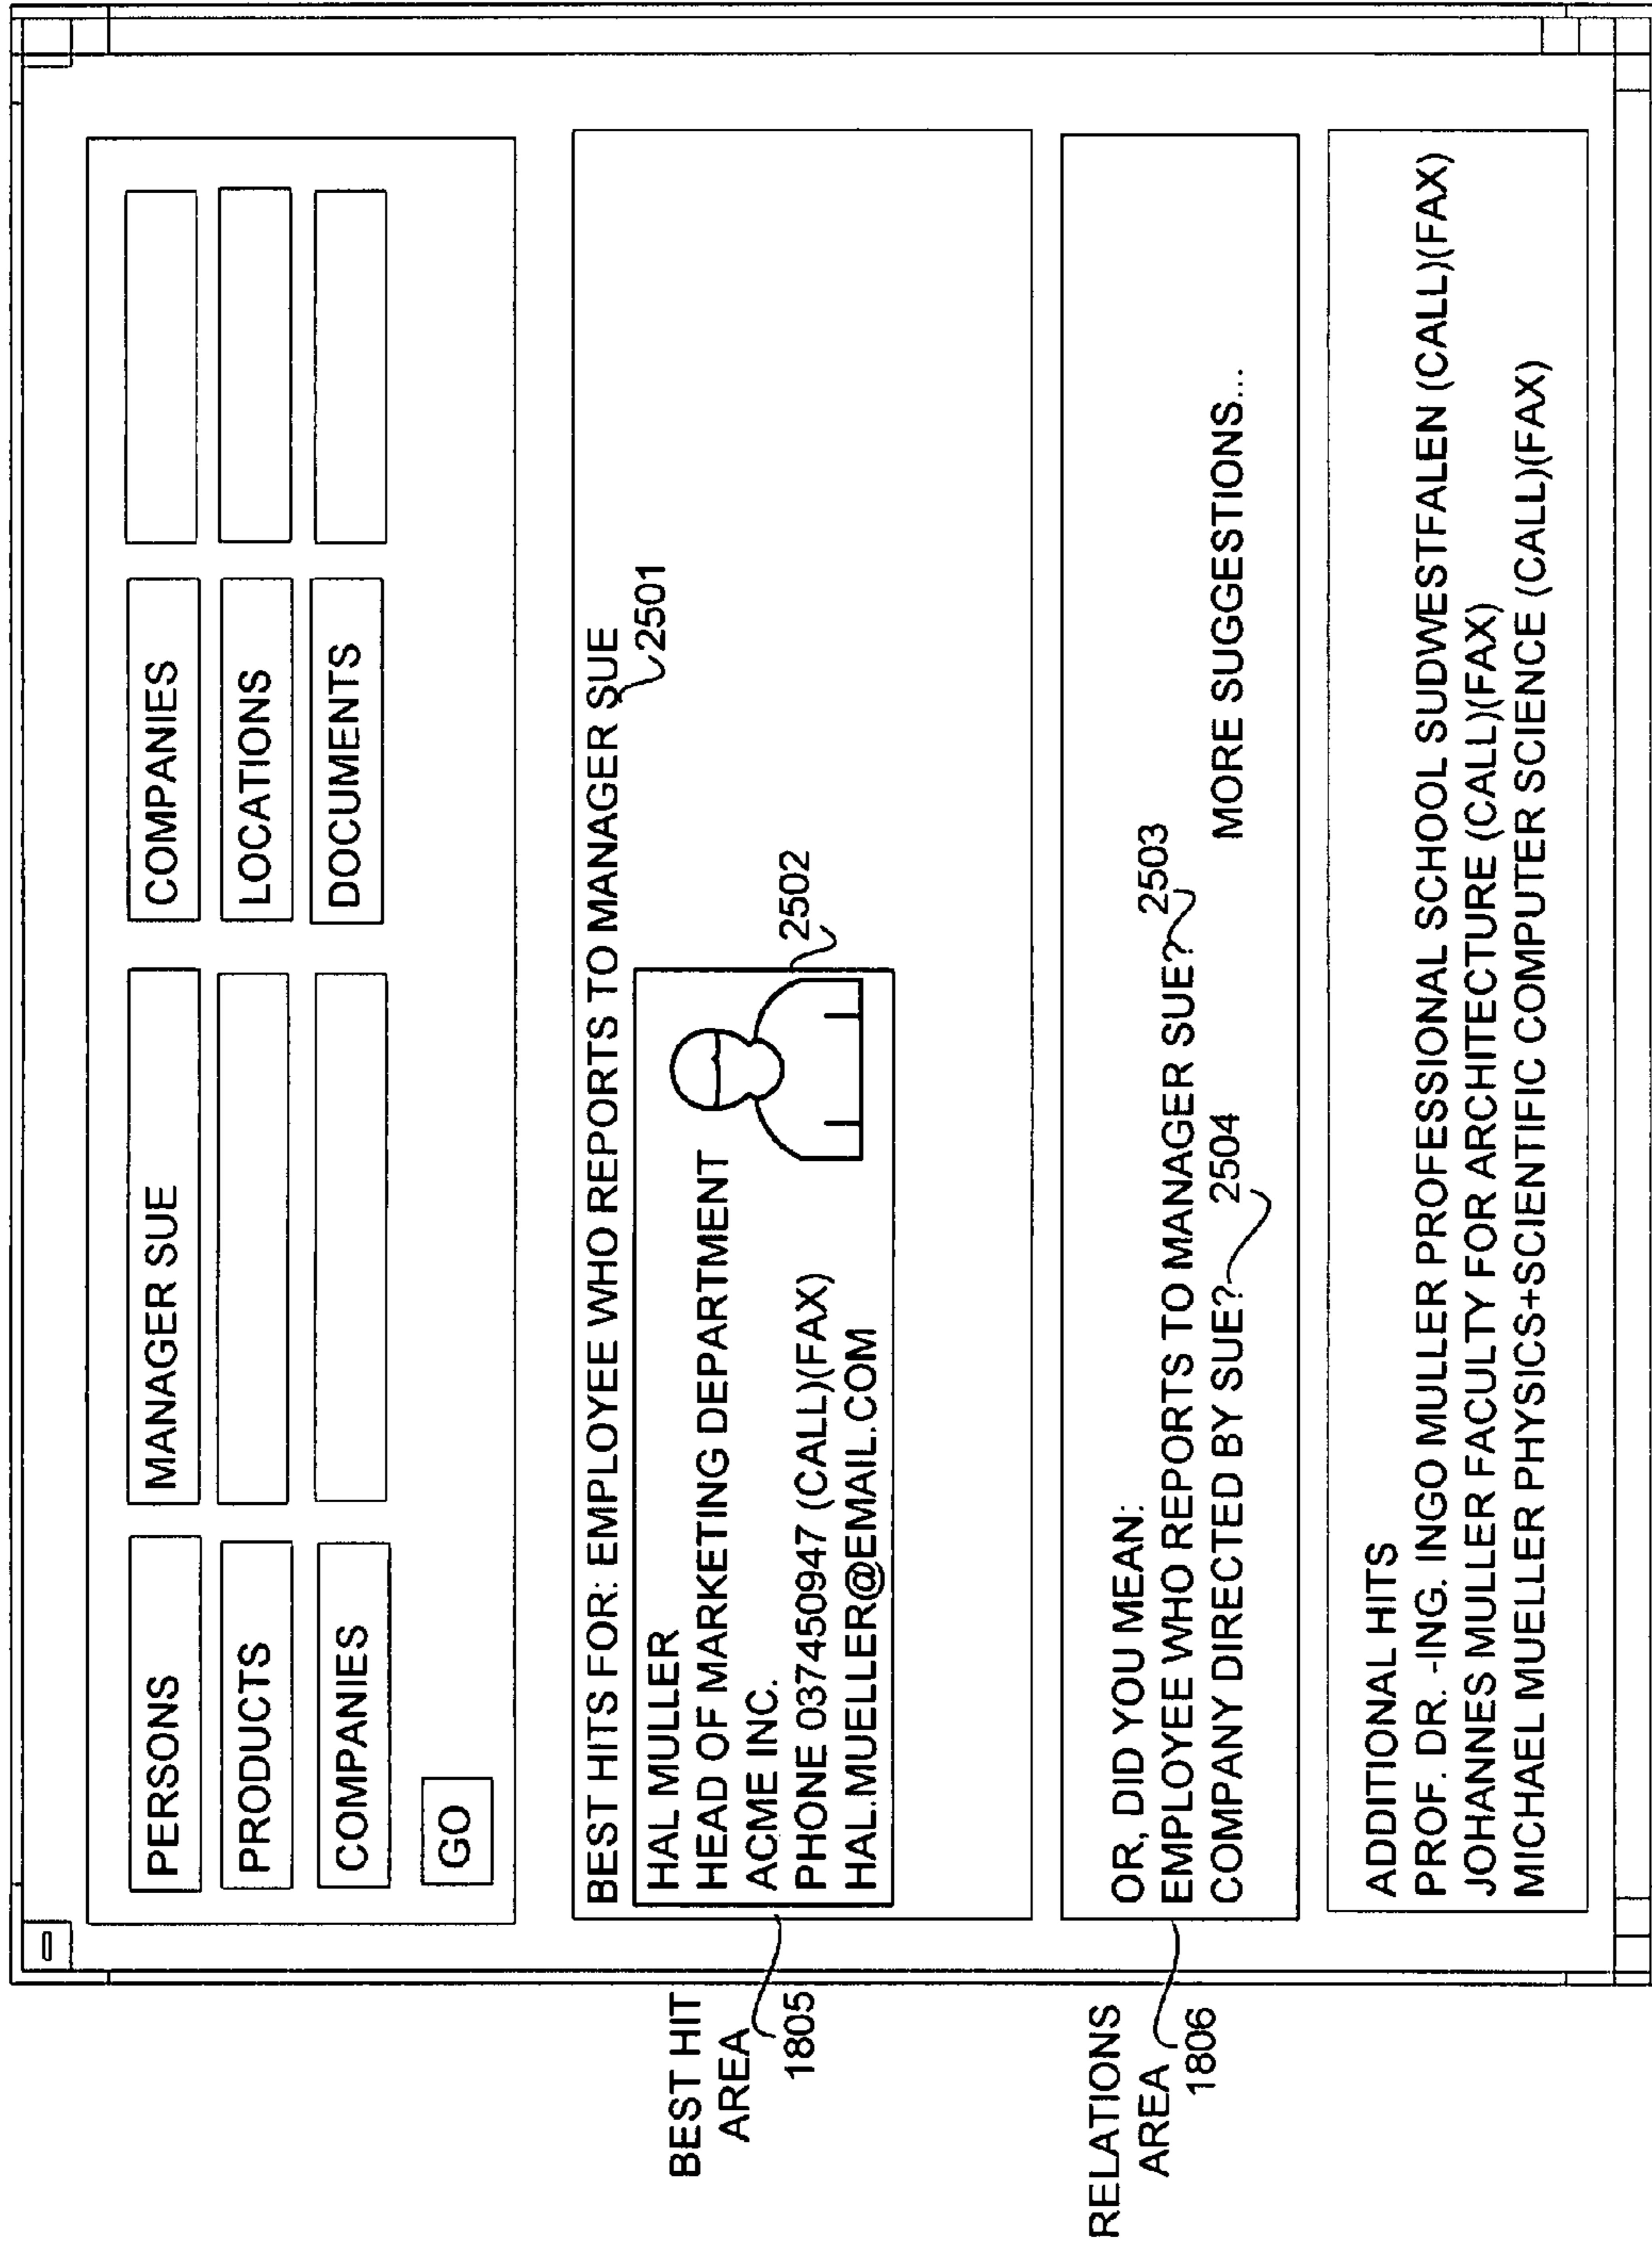 PERSONS MANAGER SUE COMPANIES
PRODUCTS LOCATIONS
COMPANIES DOCUMENTS
GO
BEST HITS FOR: EMPLOYEE WHO REPORTS TO MANAGER SUE
2501
HAL MULLER
HEAD OF MARKETING DEPARTMENT
ACME INC.
PHONE 037450947 (CALL)(FAX)
HAL.MUELLER@EMAIL.COM
2502
BEST HIT
AREA
1805
OR, DID YOU MEAN:
EMPLOYEE WHO REPORTS TO MANAGER SUE?
2503
COMPANY DIRECTED BY SUE?
2504
MORE SUGGESTIONS...
RELATIONS
AREA
1806
ADDITIONAL HITS
PROF. DR. -ING. INGO MULLER PROFESSIONAL SCHOOL SUDWESTFALEN (CALL)(FAX)
JOHANNES MULLER FACULTY FOR ARCHITECTURE (CALL)(FAX)
MICHAEL MUELLER PHYSICS+SCIENTIFIC COMPUTER SCIENCE (CALL)(FAX)